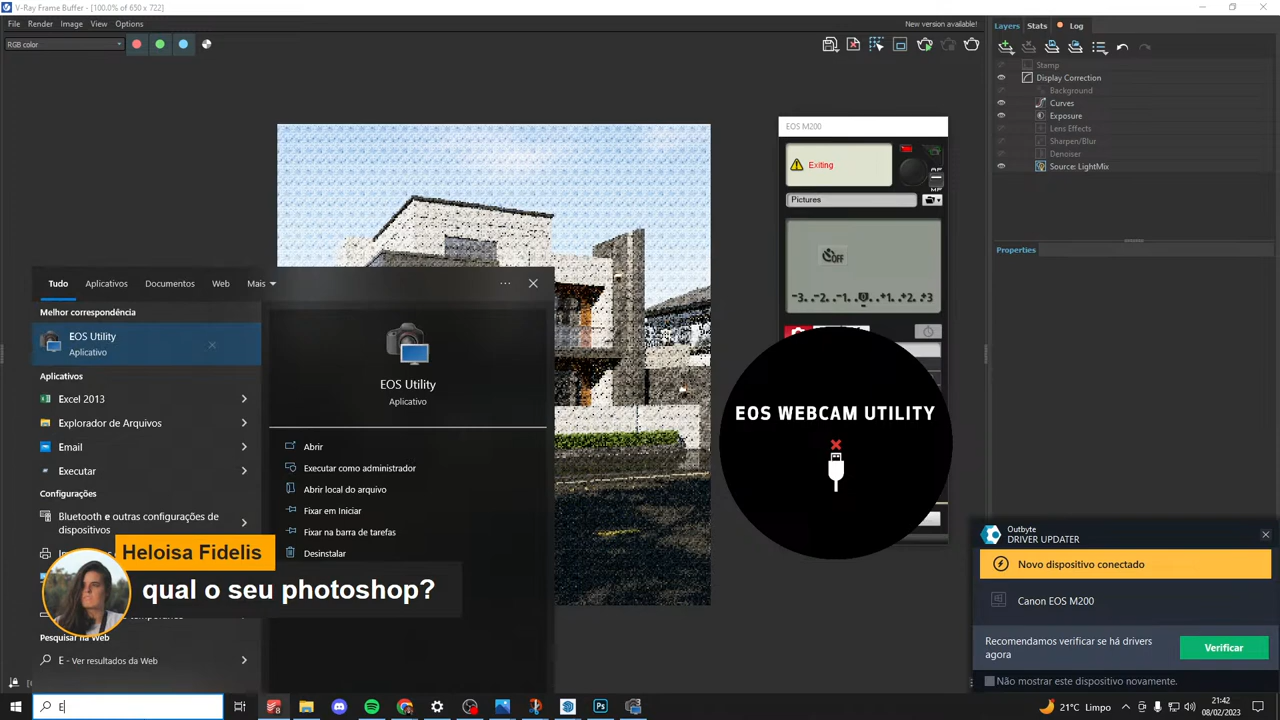 V-Ray Frame Buffer - [100.0% of 650 x 722]
File Render Image View Options
New version available!
RGB color
Layers Stats Log
Stamp
Display Correction
Background
Curves
Exposure
Lens Effects
Sharpen/Blur
Denoiser
Source: LightMix
Properties
EOS M200
Exiting
Pictures
OFF
-3..-2..-1..0..+1.+2.+3
EOS WEBCAM UTILITY
Tudo Aplicativos Documentos Web Mais
Melhor correspondência
EOS Utility
Aplicativo
Aplicativos
Excel 2013
Explorador de Arquivos
Email
Executar
Configurações
Bluetooth e outras configurações de
dispositivos
Pesquisar na Web
E - Ver resultados da Web
EOS Utility
Aplicativo
Abrir
Executar como administrador
Abrir local do arquivo
Fixar em Iniciar
Fixar na barra de tarefas
Desinstalar
Heloisa Fidelis
qual o seu photoshop?
Outbyte
DRIVER UPDATER
Novo dispositivo conectado
Canon EOS M200
Recomendamos verificar se há drivers
agora
Verificar
Não mostrar este dispositivo novamente.
E
Ps
21°C Limpo
21:42
08/02/2023